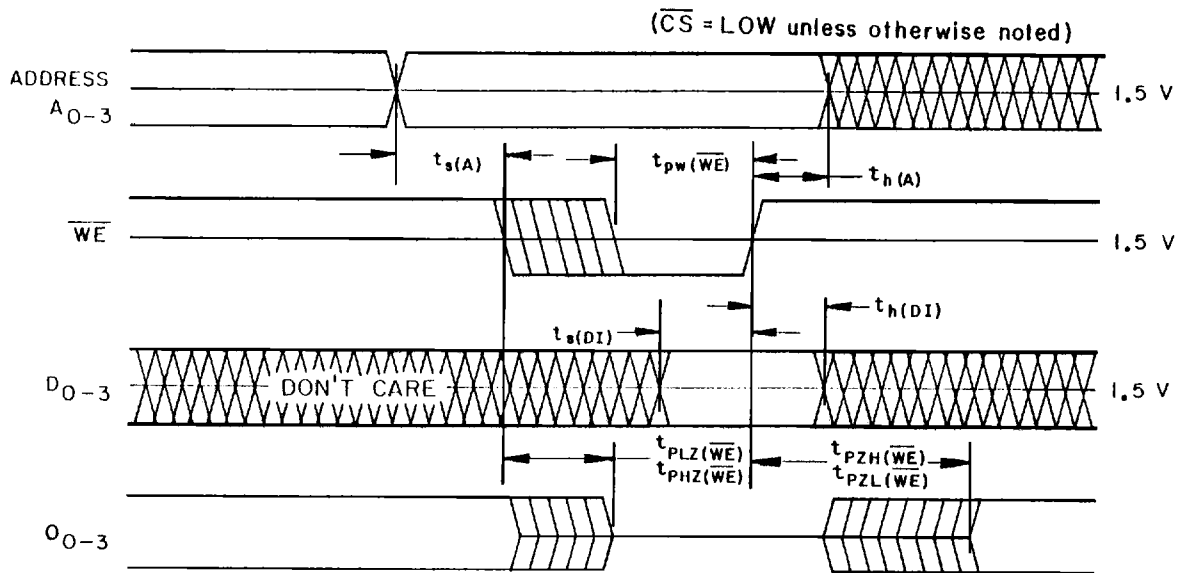 (CS = LOW unless otherwise noted)
ADDRESS
A0-3
1.5 V
ts(A)
tpw(WE)
th(A)
WE
1.5 V
ts(DI)
th(DI)
D0-3
DON'T CARE
1.5 V
tPLZ(WE)
tPHZ(WE)
tPZH(WE)
tPZL(WE)
O0-3